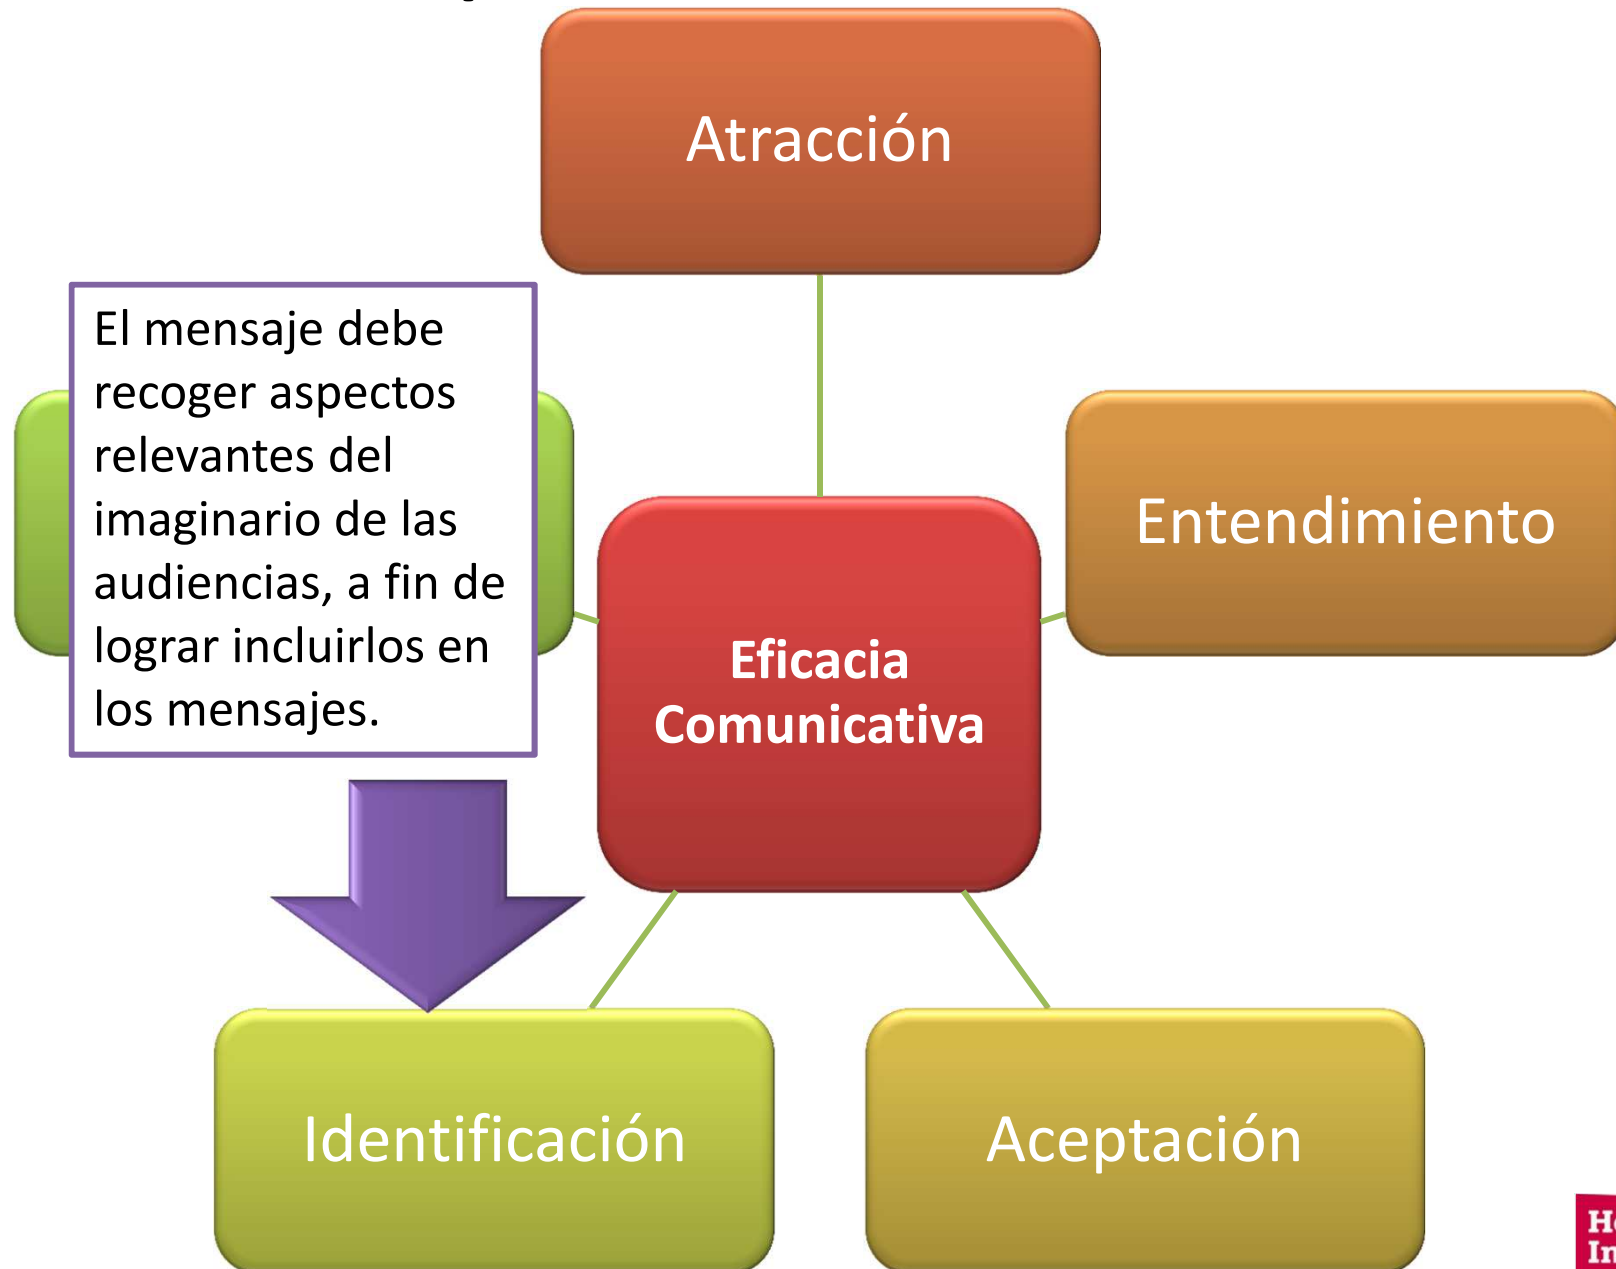 Atracción
El mensaje debe
recoger aspectos
relevantes del
imaginario de las
audiencias, a fin de
lograr incluirlos en
los mensajes.
Entendimiento
Eficacia
Comunicativa
Identificación
Aceptación